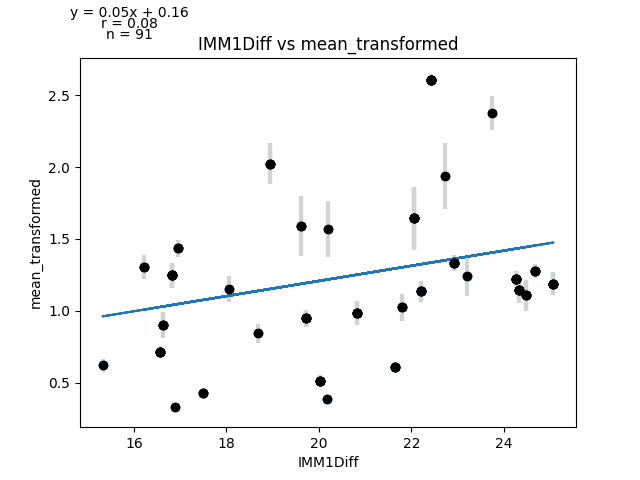 y = 0.05x + 0.16
r = 0.08
n = 91
IMM1Diff vs mean_transformed
2.5
2.0
1.5
1.0
0.5
mean_transformed
16 18 20 22 24
IMM1Diff